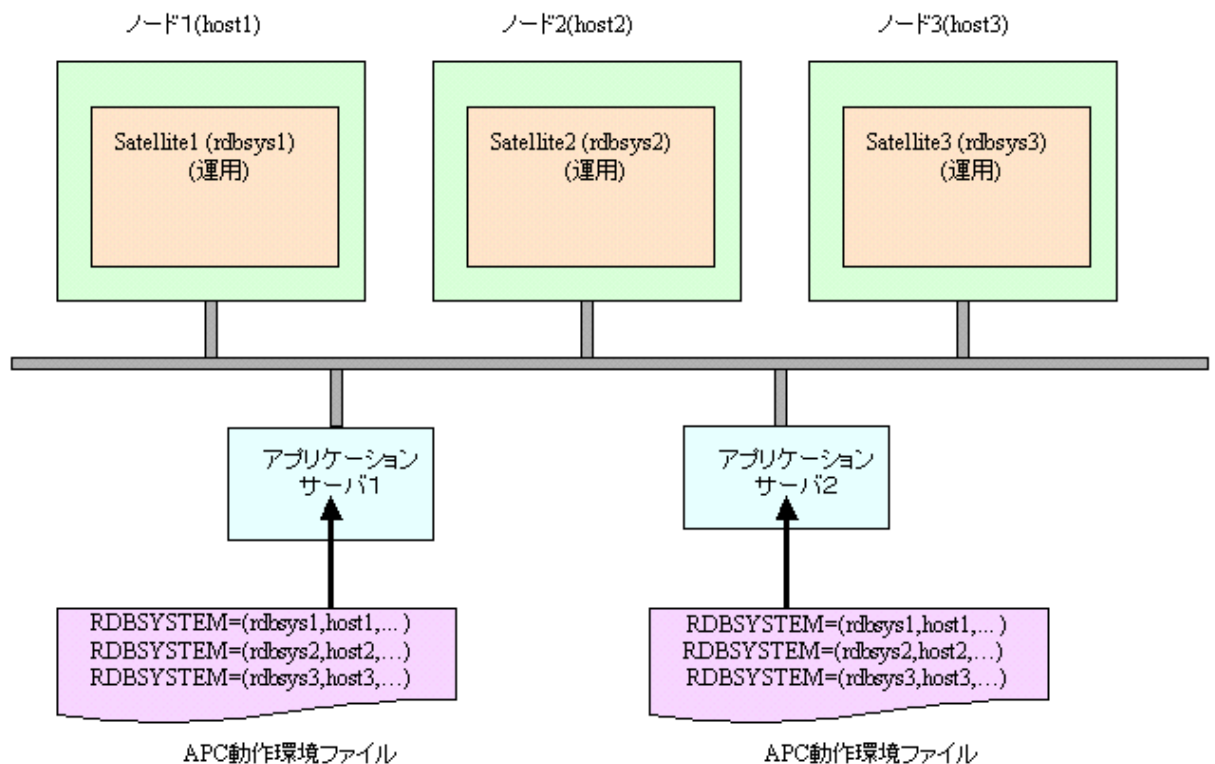 ノード1(host1)
ノード2(host2)
ノード3(host3)
Satellite1 (rdbsys1)
(運用)
Satellite2 (rdbsys2)
(運用)
Satellite3 (rdbsys3)
(運用)
アプリケーション
サーバ1
アプリケーション
サーバ2
RDBSYSTEM=(rdbsys1,host1,…)
RDBSYSTEM=(rdbsys2,host2,…)
RDBSYSTEM=(rdbsys3,host3,…)
RDBSYSTEM=(rdbsys1,host1,…)
RDBSYSTEM=(rdbsys2,host2,…)
RDBSYSTEM=(rdbsys3,host3,…)
APC動作環境ファイル
APC動作環境ファイル